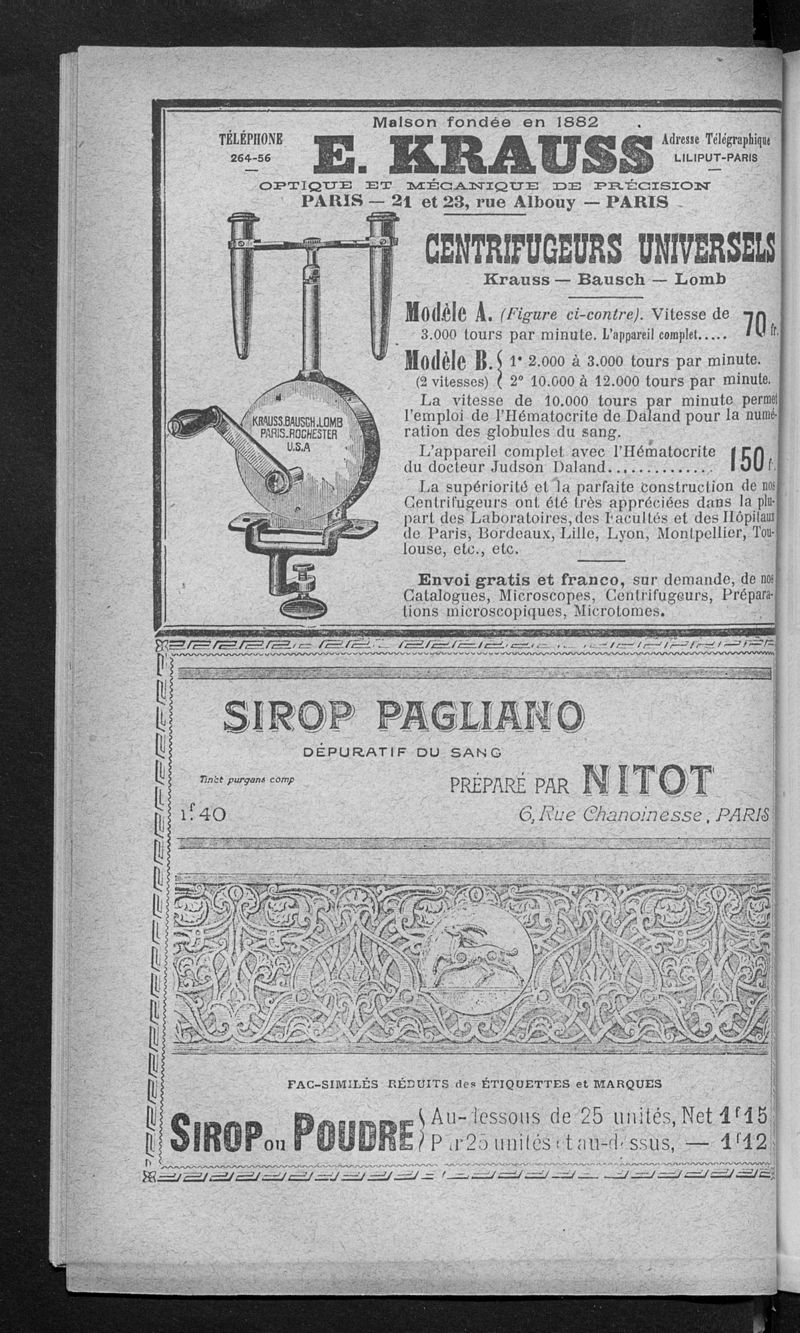 Maison fondée en 1882
TÉLÉPHONE
264-56
E. KRAUSS
Adresse Télégraphique
LILIPUT-PARIS
OPTIQUE ET MÉCANIQUE DE PRÉCISION
PARIS — 21 et 23, rue Albouy — PARIS
CENTRIFUGEURS UNIVERSELS
Krauss — Bausch — Lomb
Modèle A. (Figure ci-contre). Vitesse de
3.000 tours par minute. L'appareil complet..... 70 fr.
Modèle B. { 1° 2.000 à 3.000 tours par minute.
(2 vitesses) { 2° 10.000 à 12.000 tours par minute.
La vitesse de 10.000 tours par minute permet
l'emploi de l'Hématocrite de Daland pour la numé-
ration des globules du sang.
L'appareil complet avec l'Hématocrite
du docteur Judson Daland.............. 150 f.
La supériorité et la parfaite construction de nos
Centrifugeurs ont été très appréciées dans la plu-
part des Laboratoires, des Facultés et des Hôpitaux
de Paris, Bordeaux, Lille, Lyon, Montpellier, Tou-
louse, etc., etc.
Envoi gratis et franco, sur demande, de nos
Catalogues, Microscopes, Centrifugeurs, Prépara-
tions microscopiques, Microtomes.
KRAUSS.BAUSCH.LOMB
PARIS.ROCHESTER
U.S.A
SIROP PAGLIANO
DÉPURATIF DU SANG
Tinct purgans comp
PRÉPARÉ PAR NITOT
1f.40
6, Rue Chanoinesse, PARIS
FAC-SIMILÉS RÉDUITS des ÉTIQUETTES et MARQUES
SIROP ou POUDRE { Au-dessous de 25 unités, Net 1f15
Par 25 unités et au-dessus, — 1f12